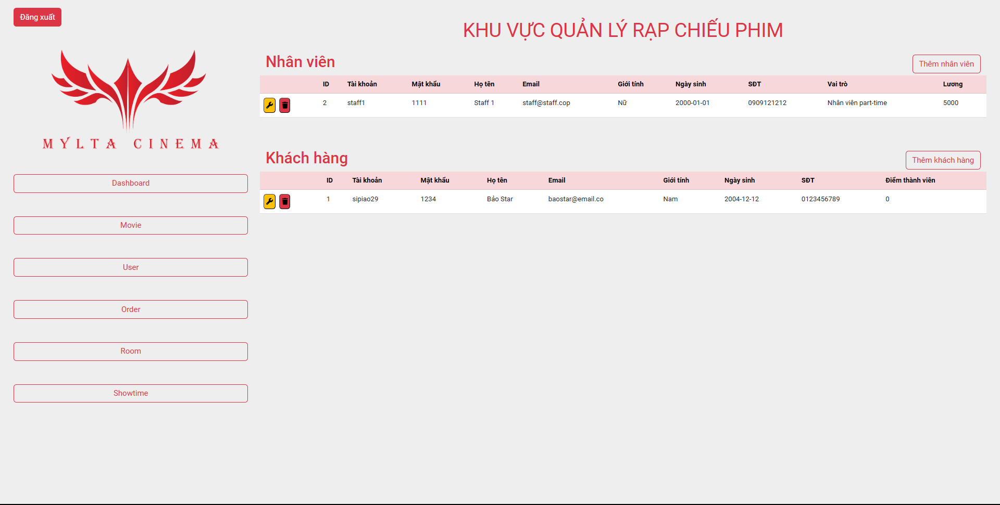 Đăng xuất
KHU VỰC QUẢN LÝ RẠP CHIẾU PHIM
MYLTA CINEMA
Dashboard
Movie
User
Order
Room
Showtime
Nhân viên
Thêm nhân viên
ID Tài khoản Mật khẩu Họ tên Email Giới tính Ngày sinh SĐT Vai trò Lương
2 staff1 1111 Staff 1 staff@staff.cop Nữ 2000-01-01 0909121212 Nhân viên part-time 5000
Khách hàng
Thêm khách hàng
ID Tài khoản Mật khẩu Họ tên Email Giới tính Ngày sinh SĐT Điểm thành viên
1 sipiao29 1234 Bảo Star baostar@email.co Nam 2004-12-12 0123456789 0